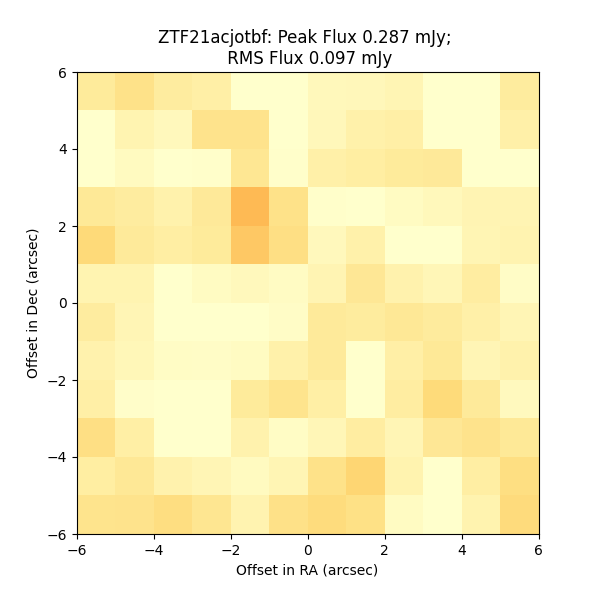 ZTF21acjotbf: Peak Flux 0.287 mJy;
RMS Flux 0.097 mJy
6
4
2
0
−2
−4
−6
Offset in Dec (arcsec)
−6 −4 −2 0 2 4 6
Offset in RA (arcsec)